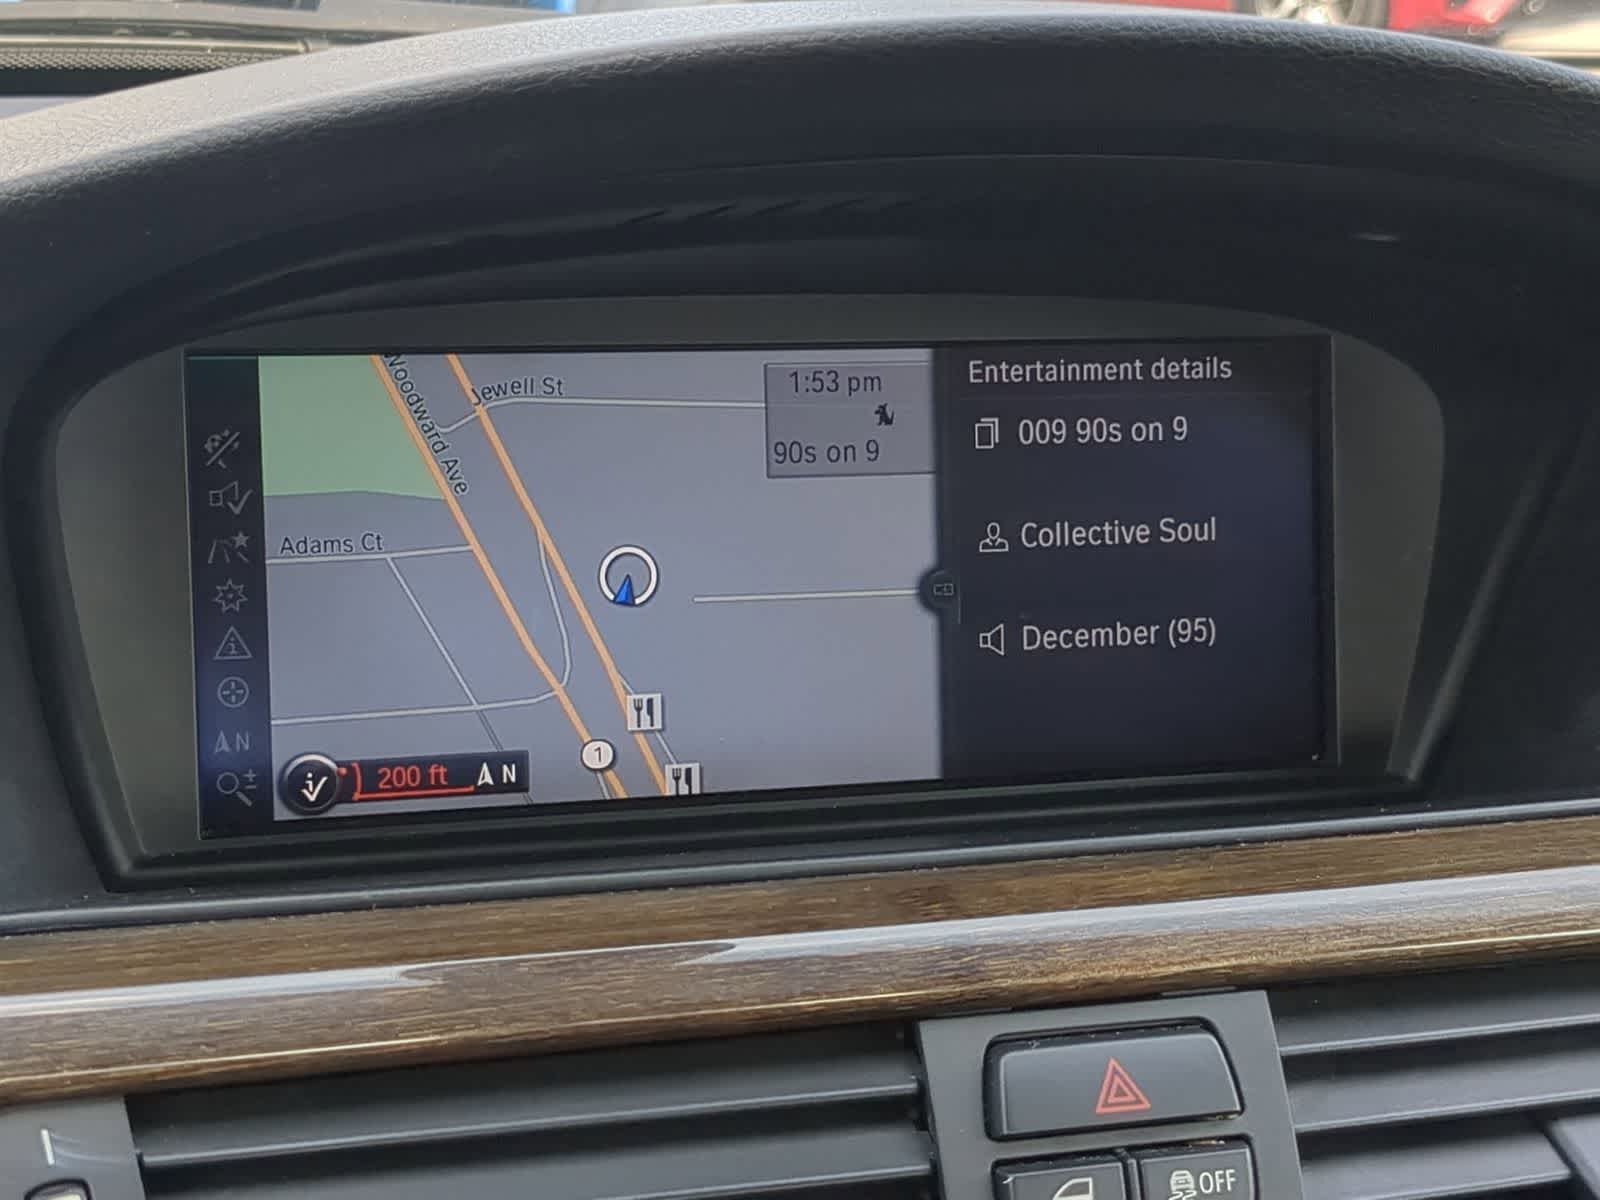 Woodward Ave
Jewell St
1:53 pm
90s on 9
Adams Ct
1
200 ft
N
N
Entertainment details
009 90s on 9
Collective Soul
December (95)
CD
OFF